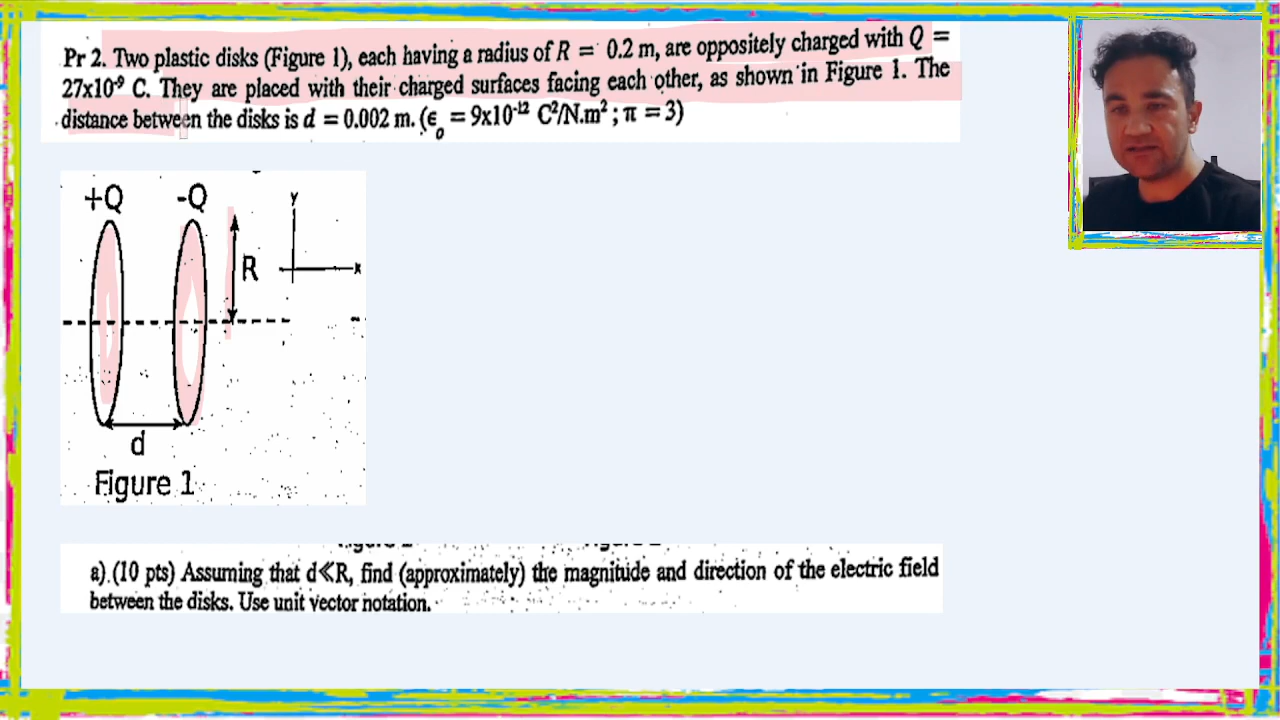 Pr 2. Two plastic disks (Figure 1), each having a radius of R = 0.2 m, are oppositely charged with Q =
27x10⁻⁹ C. They are placed with their charged surfaces facing each other, as shown in Figure 1. The
distance between the disks is d = 0.002 m. (ϵₒ = 9x10⁻¹² C²/N.m² ; π = 3)
+Q -Q
y
R
x
d
Figure 1
a) (10 pts) Assuming that d≪R, find (approximately) the magnitude and direction of the electric field
between the disks. Use unit vector notation.